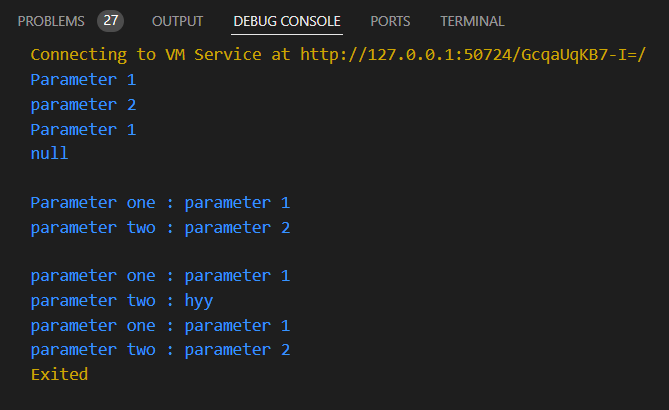 PROBLEMS 27 OUTPUT DEBUG CONSOLE PORTS TERMINAL
Connecting to VM Service at http://127.0.0.1:50724/GcqaUqKB7-I=/
Parameter 1
parameter 2
Parameter 1
null
Parameter one : parameter 1
parameter two : parameter 2
parameter one : parameter 1
parameter two : hyy
parameter one : parameter 1
parameter two : parameter 2
Exited